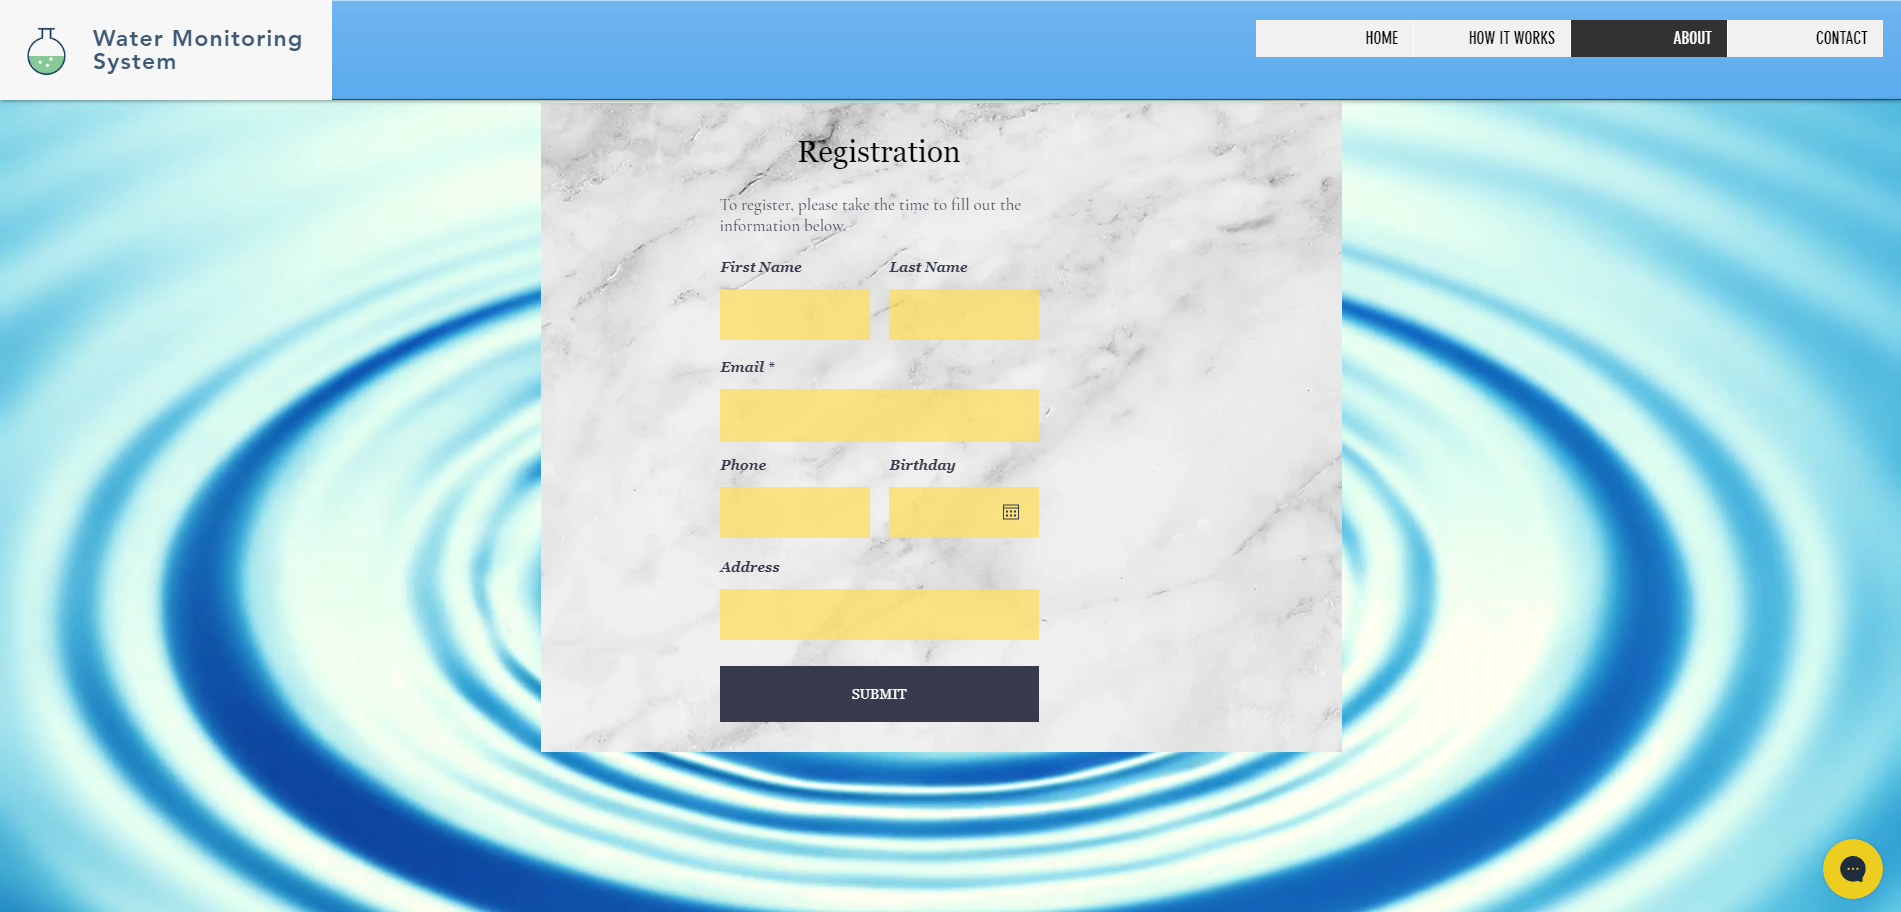 Water Monitoring
System
HOME
HOW IT WORKS
ABOUT
CONTACT
Registration
To register, please take the time to fill out the
information below.
First Name
Last Name
Email *
Phone
Birthday
Address
SUBMIT